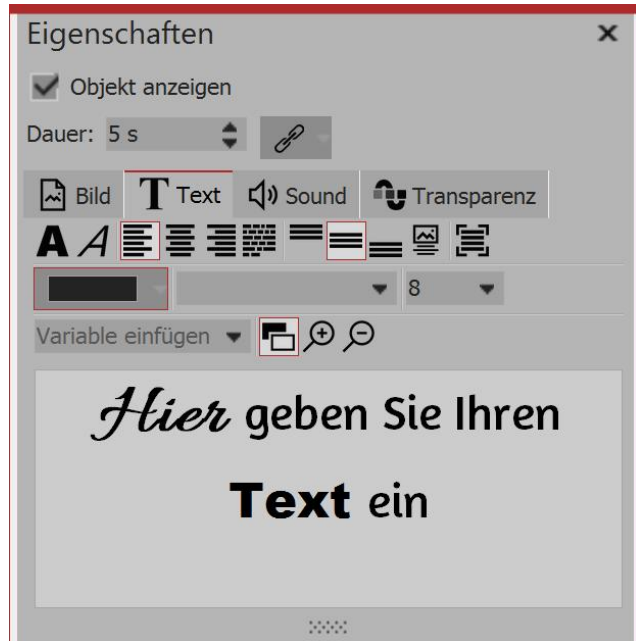 Eigenschaften
Objekt anzeigen
Dauer: 5 s
Bild Text Sound Transparenz
8
Variable einfügen
Hier geben Sie Ihren
Text ein